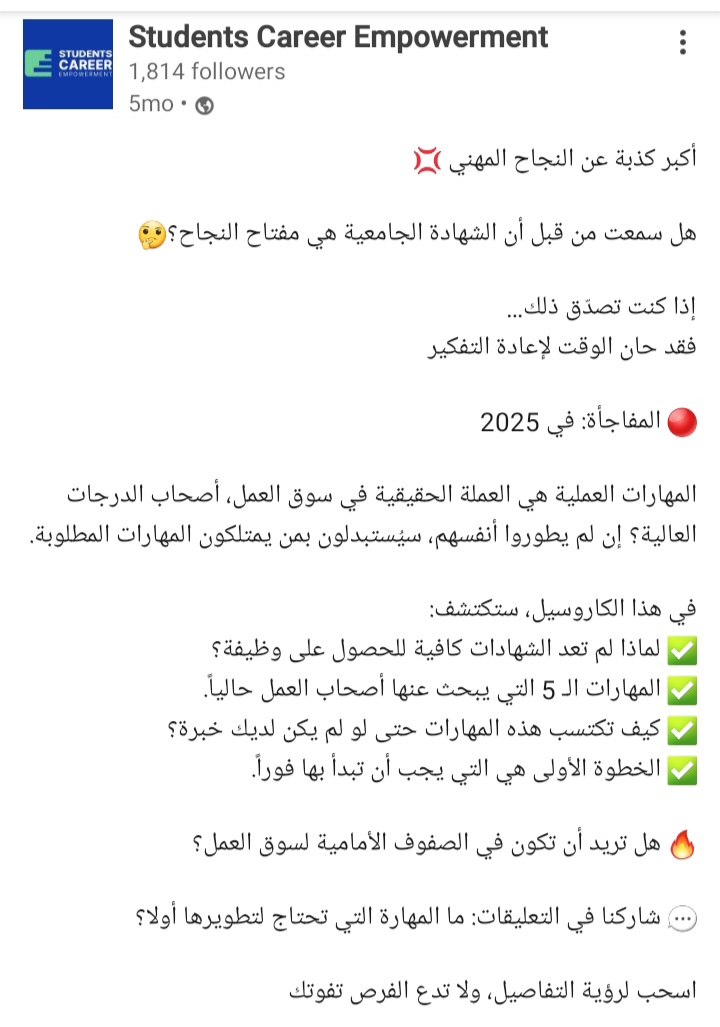 STUDENTS
CAREER
EMPOWERMENT
Students Career Empowerment
1,814 followers
5mo •
أكبر كذبة عن النجاح المهني 💢
هل سمعت من قبل أن الشهادة الجامعية هي مفتاح النجاح؟🤔
إذا كنت تصدّق ذلك...
فقد حان الوقت لإعادة التفكير
🔴 المفاجأة: في 2025
المهارات العملية هي العملة الحقيقية في سوق العمل، أصحاب الدرجات
العالية؟ إن لم يطوروا أنفسهم، سيُستبدلون بمن يمتلكون المهارات المطلوبة.
في هذا الكاروسيل، ستكتشف:
✅ لماذا لم تعد الشهادات كافية للحصول على وظيفة؟
✅ المهارات الـ 5 التي يبحث عنها أصحاب العمل حالياً.
✅ كيف تكتسب هذه المهارات حتى لو لم يكن لديك خبرة؟
✅ الخطوة الأولى هي التي يجب أن تبدأ بها فوراً.
🔥 هل تريد أن تكون في الصفوف الأمامية لسوق العمل؟
💬 شاركنا في التعليقات: ما المهارة التي تحتاج لتطويرها أولا؟
اسحب لرؤية التفاصيل، ولا تدع الفرص تفوتك